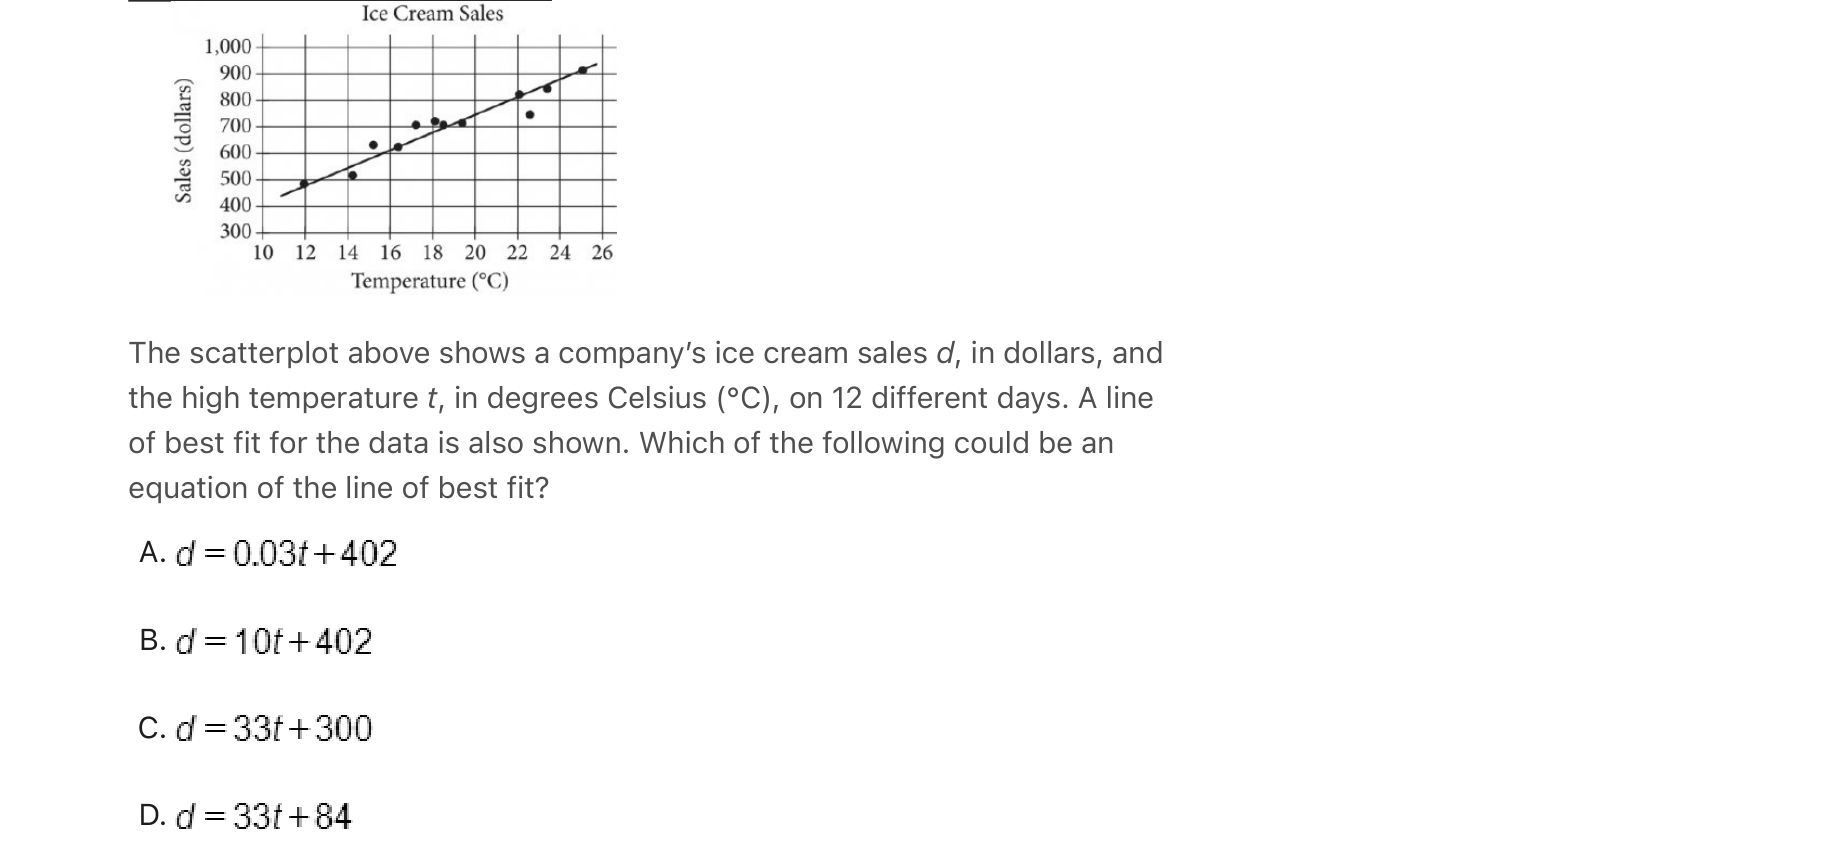 Ice Cream Sales
1,000
900
800
700
600
500
400
300
Sales (dollars)
10 12 14 16 18 20 22 24 26
Temperature (°C)
The scatterplot above shows a company’s ice cream sales d, in dollars, and
the high temperature t, in degrees Celsius (°C), on 12 different days. A line
of best fit for the data is also shown. Which of the following could be an
equation of the line of best fit?
A. d = 0.03t + 402
B. d = 10t + 402
C. d = 33t + 300
D. d = 33t + 84